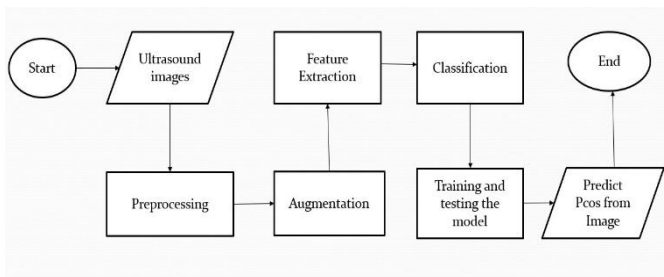 Start
Ultrasound
images
Preprocessing
Augmentation
Feature
Extraction
Classification
Training and
testing the
model
Predict
Pcos from
Image
End